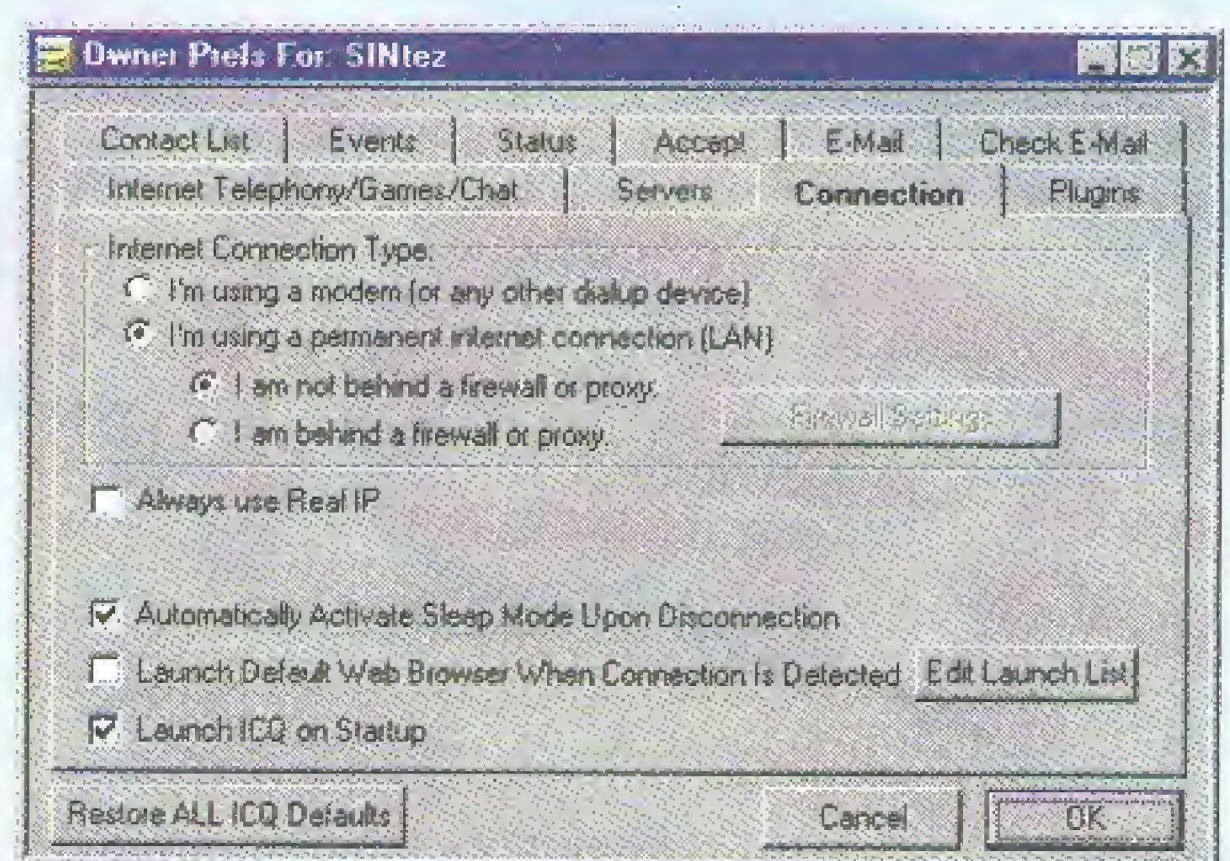 Owner Prefs For: SINtez
Contact List Events Status Accept E-Mail Check E-Mail
Internet Telephony/Games/Chat Servers Connection Plugins
Internet Connection Type:
I'm using a modem (or any other dialup device)
I'm using a permanent internet connection (LAN)
I am not behind a firewall or proxy.
I am behind a firewall or proxy.
Firewall Settings
Always use Real IP
Automatically Activate Sleep Mode Upon Disconnection
Launch Default Web Browser When Connection Is Detected Edit Launch List
Launch ICQ on Startup
Restore ALL ICQ Defaults Cancel OK